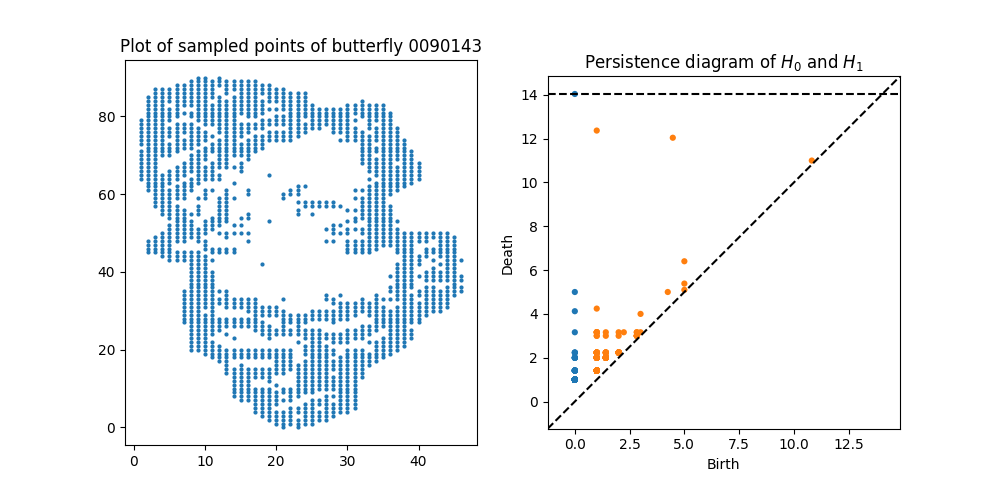 Plot of sampled points of butterfly 0090143
80
60
40
20
0
0 10 20 30 40
Persistence diagram of H₀ and H₁
Death
14
12
10
8
6
4
2
0
0.0 2.5 5.0 7.5 10.0 12.5
Birth